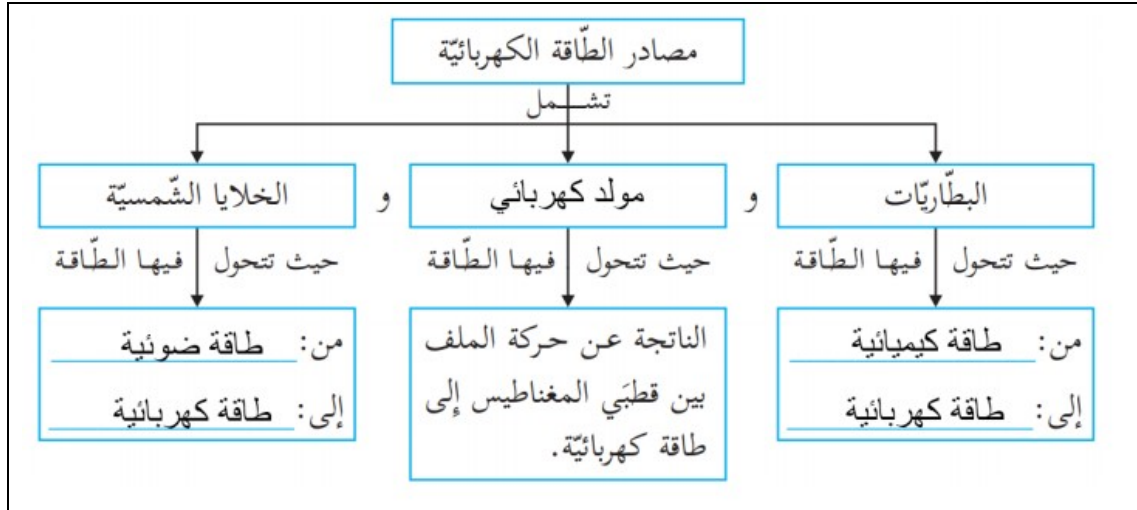 مصادر الطّاقة الكهربائيّة
تشـــمل
البطّاريّات
و
مولد كهربائي
و
الخلايا الشّمسيّة
حيث تتحول فيها الطّاقة
حيث تتحول فيها الطّاقة
حيث تتحول فيها الطّاقة
من: طاقة كيميائية
إلى: طاقة كهربائية
الناتجة عن حركة الملف
بين قطبَي المغناطيس إِلى
طاقة كهربائيّة.
من: طاقة ضوئية
إلى: طاقة كهربائية